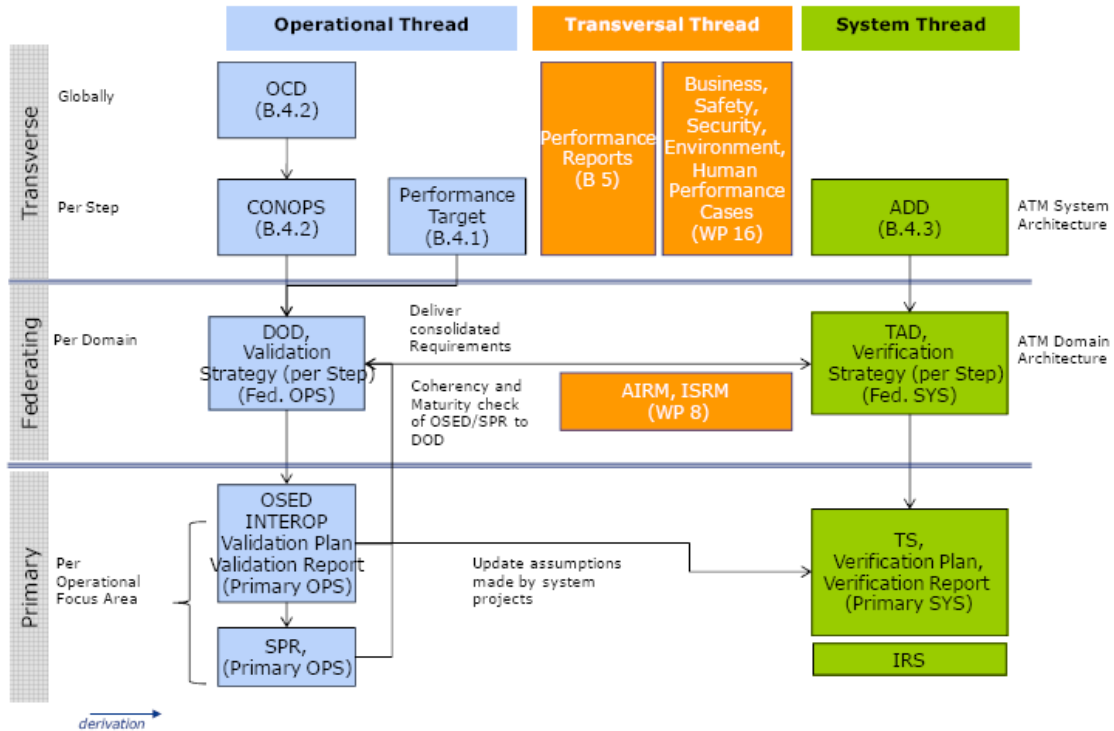 Operational Thread
Transversal Thread
System Thread
Transverse
Globally
OCD
(B.4.2)
Performance
Reports
(B 5)
Business,
Safety,
Security,
Environment,
Human
Performance
Cases
(WP 16)
Per Step
CONOPS
(B.4.2)
Performance
Target
(B.4.1)
ADD
(B.4.3)
ATM System
Architecture
Federating
Per Domain
DOD,
Validation
Strategy (per Step)
(Fed. OPS)
Deliver
consolidated
Requirements
Coherency and
Maturity check
of OSED/SPR to
DOD
AIRM, ISRM
(WP 8)
TAD,
Verification
Strategy (per Step)
(Fed. SYS)
ATM Domain
Architecture
Primary
Per
Operational
Focus Area
OSED
INTEROP
Validation Plan
Validation Report
(Primary OPS)
SPR,
(Primary OPS)
Update assumptions
made by system
projects
TS,
Verification Plan,
Verification Report
(Primary SYS)
IRS
derivation